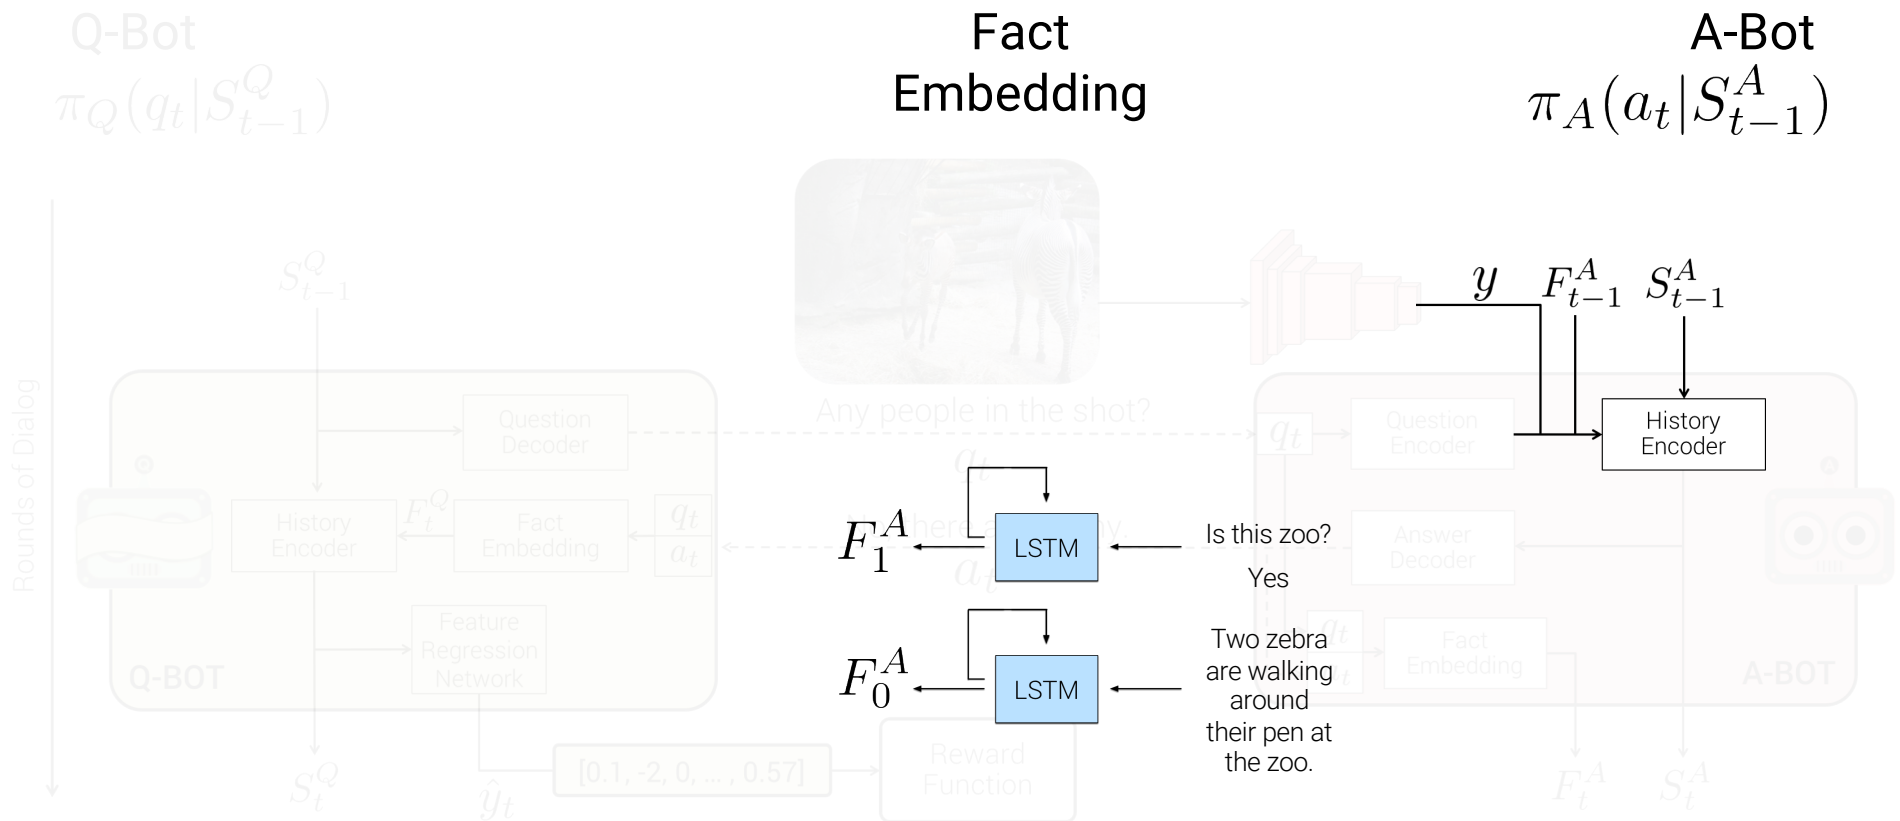 Q-Bot
Fact
Embedding
A-Bot
π_Q(q_t|S^Q_{t-1})
π_A(a_t|S^A_{t-1})
Rounds of Dialog
S^Q_{t-1}
y
F^A_{t-1}
S^A_{t-1}
Any people in the shot?
q_t
Question
Decoder
q_t
Question
Encoder
History
Encoder
History
Encoder
F^Q_t
Fact
Embedding
q_t
a_t
a_t
F^A_1
LSTM
Is this zoo?
Yes
Answer
Decoder
Feature
Regression
Network
Q-BOT
F^A_0
LSTM
Two zebra
are walking
around
their pen at
the zoo.
q_t
Fact
Embedding
A-BOT
S^Q_t
ŷ_t
[0.1, -2, 0, ... , 0.57]
Reward
Function
F^A_t
S^A_t